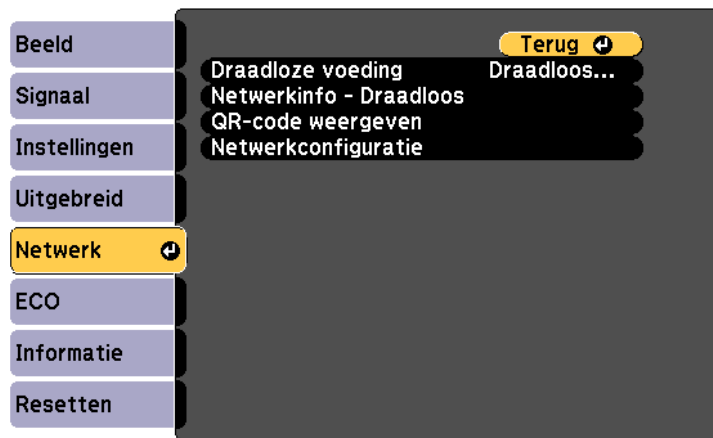 Beeld
Signaal
Instellingen
Uitgebreid
Netwerk
ECO
Informatie
Resetten
Terug
Draadloze voeding Draadloos...
Netwerkinfo - Draadloos
QR-code weergeven
Netwerkconfiguratie